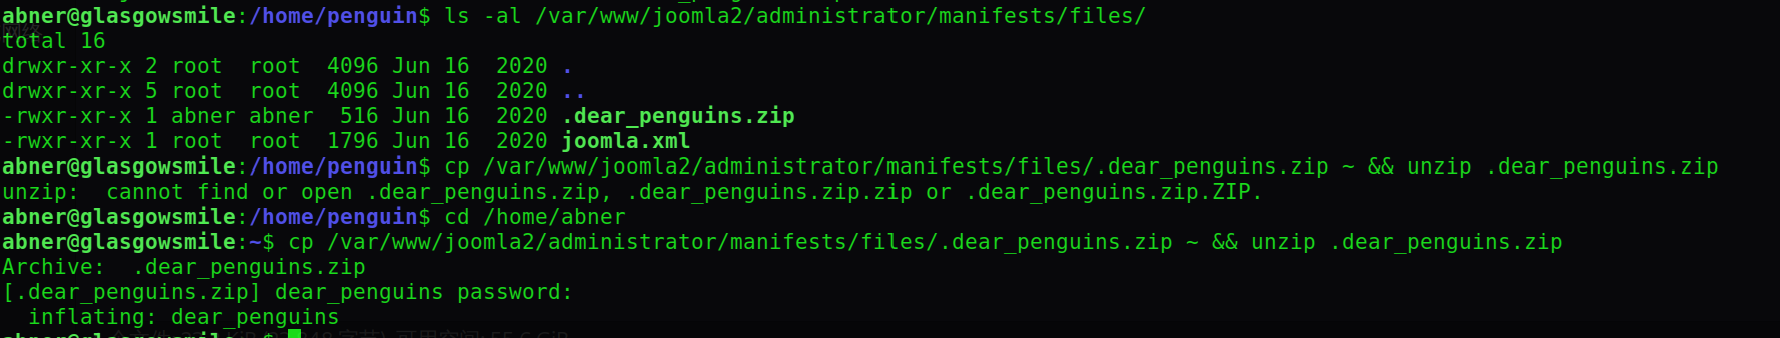 abner@glasgowsmile:/home/penguin$ ls -al /var/www/joomla2/administrator/manifests/files/
total 16
drwxr-xr-x 2 root  root  4096 Jun 16  2020 .
drwxr-xr-x 5 root  root  4096 Jun 16  2020 ..
-rwxr-xr-x 1 abner abner  516 Jun 16  2020 .dear_penguins.zip
-rwxr-xr-x 1 root  root  1796 Jun 16  2020 joomla.xml
abner@glasgowsmile:/home/penguin$ cp /var/www/joomla2/administrator/manifests/files/.dear_penguins.zip ~ && unzip .dear_penguins.zip
unzip:  cannot find or open .dear_penguins.zip, .dear_penguins.zip.zip or .dear_penguins.zip.ZIP.
abner@glasgowsmile:/home/penguin$ cd /home/abner
abner@glasgowsmile:~$ cp /var/www/joomla2/administrator/manifests/files/.dear_penguins.zip ~ && unzip .dear_penguins.zip
Archive:  .dear_penguins.zip
[.dear_penguins.zip] dear_penguins password:
  inflating: dear_penguins
abner@glasgowsmile:~$